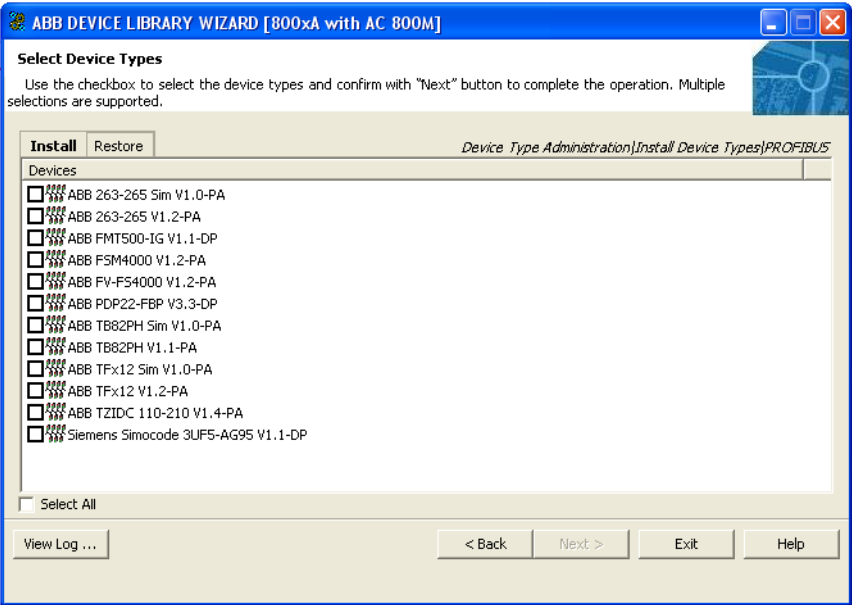 ABB DEVICE LIBRARY WIZARD [800xA with AC 800M]
Select Device Types
Use the checkbox to select the device types and confirm with "Next" button to complete the operation. Multiple
selections are supported.
Install Restore Device Type Administration|Install Device Types|PROFIBUS
Devices
ABB 263-265 Sim V1.0-PA
ABB 263-265 V1.2-PA
ABB FMT500-IG V1.1-DP
ABB FSM4000 V1.2-PA
ABB FV-FS4000 V1.2-PA
ABB PDP22-FBP V3.3-DP
ABB TB82PH Sim V1.0-PA
ABB TB82PH V1.1-PA
ABB TFx12 Sim V1.0-PA
ABB TFx12 V1.2-PA
ABB TZIDC 110-210 V1.4-PA
Siemens Simocode 3UF5-AG95 V1.1-DP
Select All
View Log ... < Back Next > Exit Help